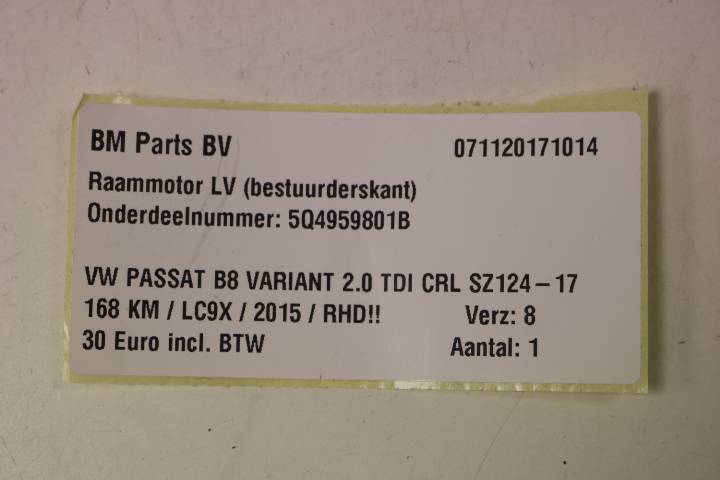 BM Parts BV 071120171014
Raammotor LV (bestuurderskant)
Onderdeelnummer: 5Q4959801B
VW PASSAT B8 VARIANT 2.0 TDI CRL SZ124-17
168 KM / LC9X / 2015 / RHD!! Verz: 8
30 Euro incl. BTW Aantal: 1